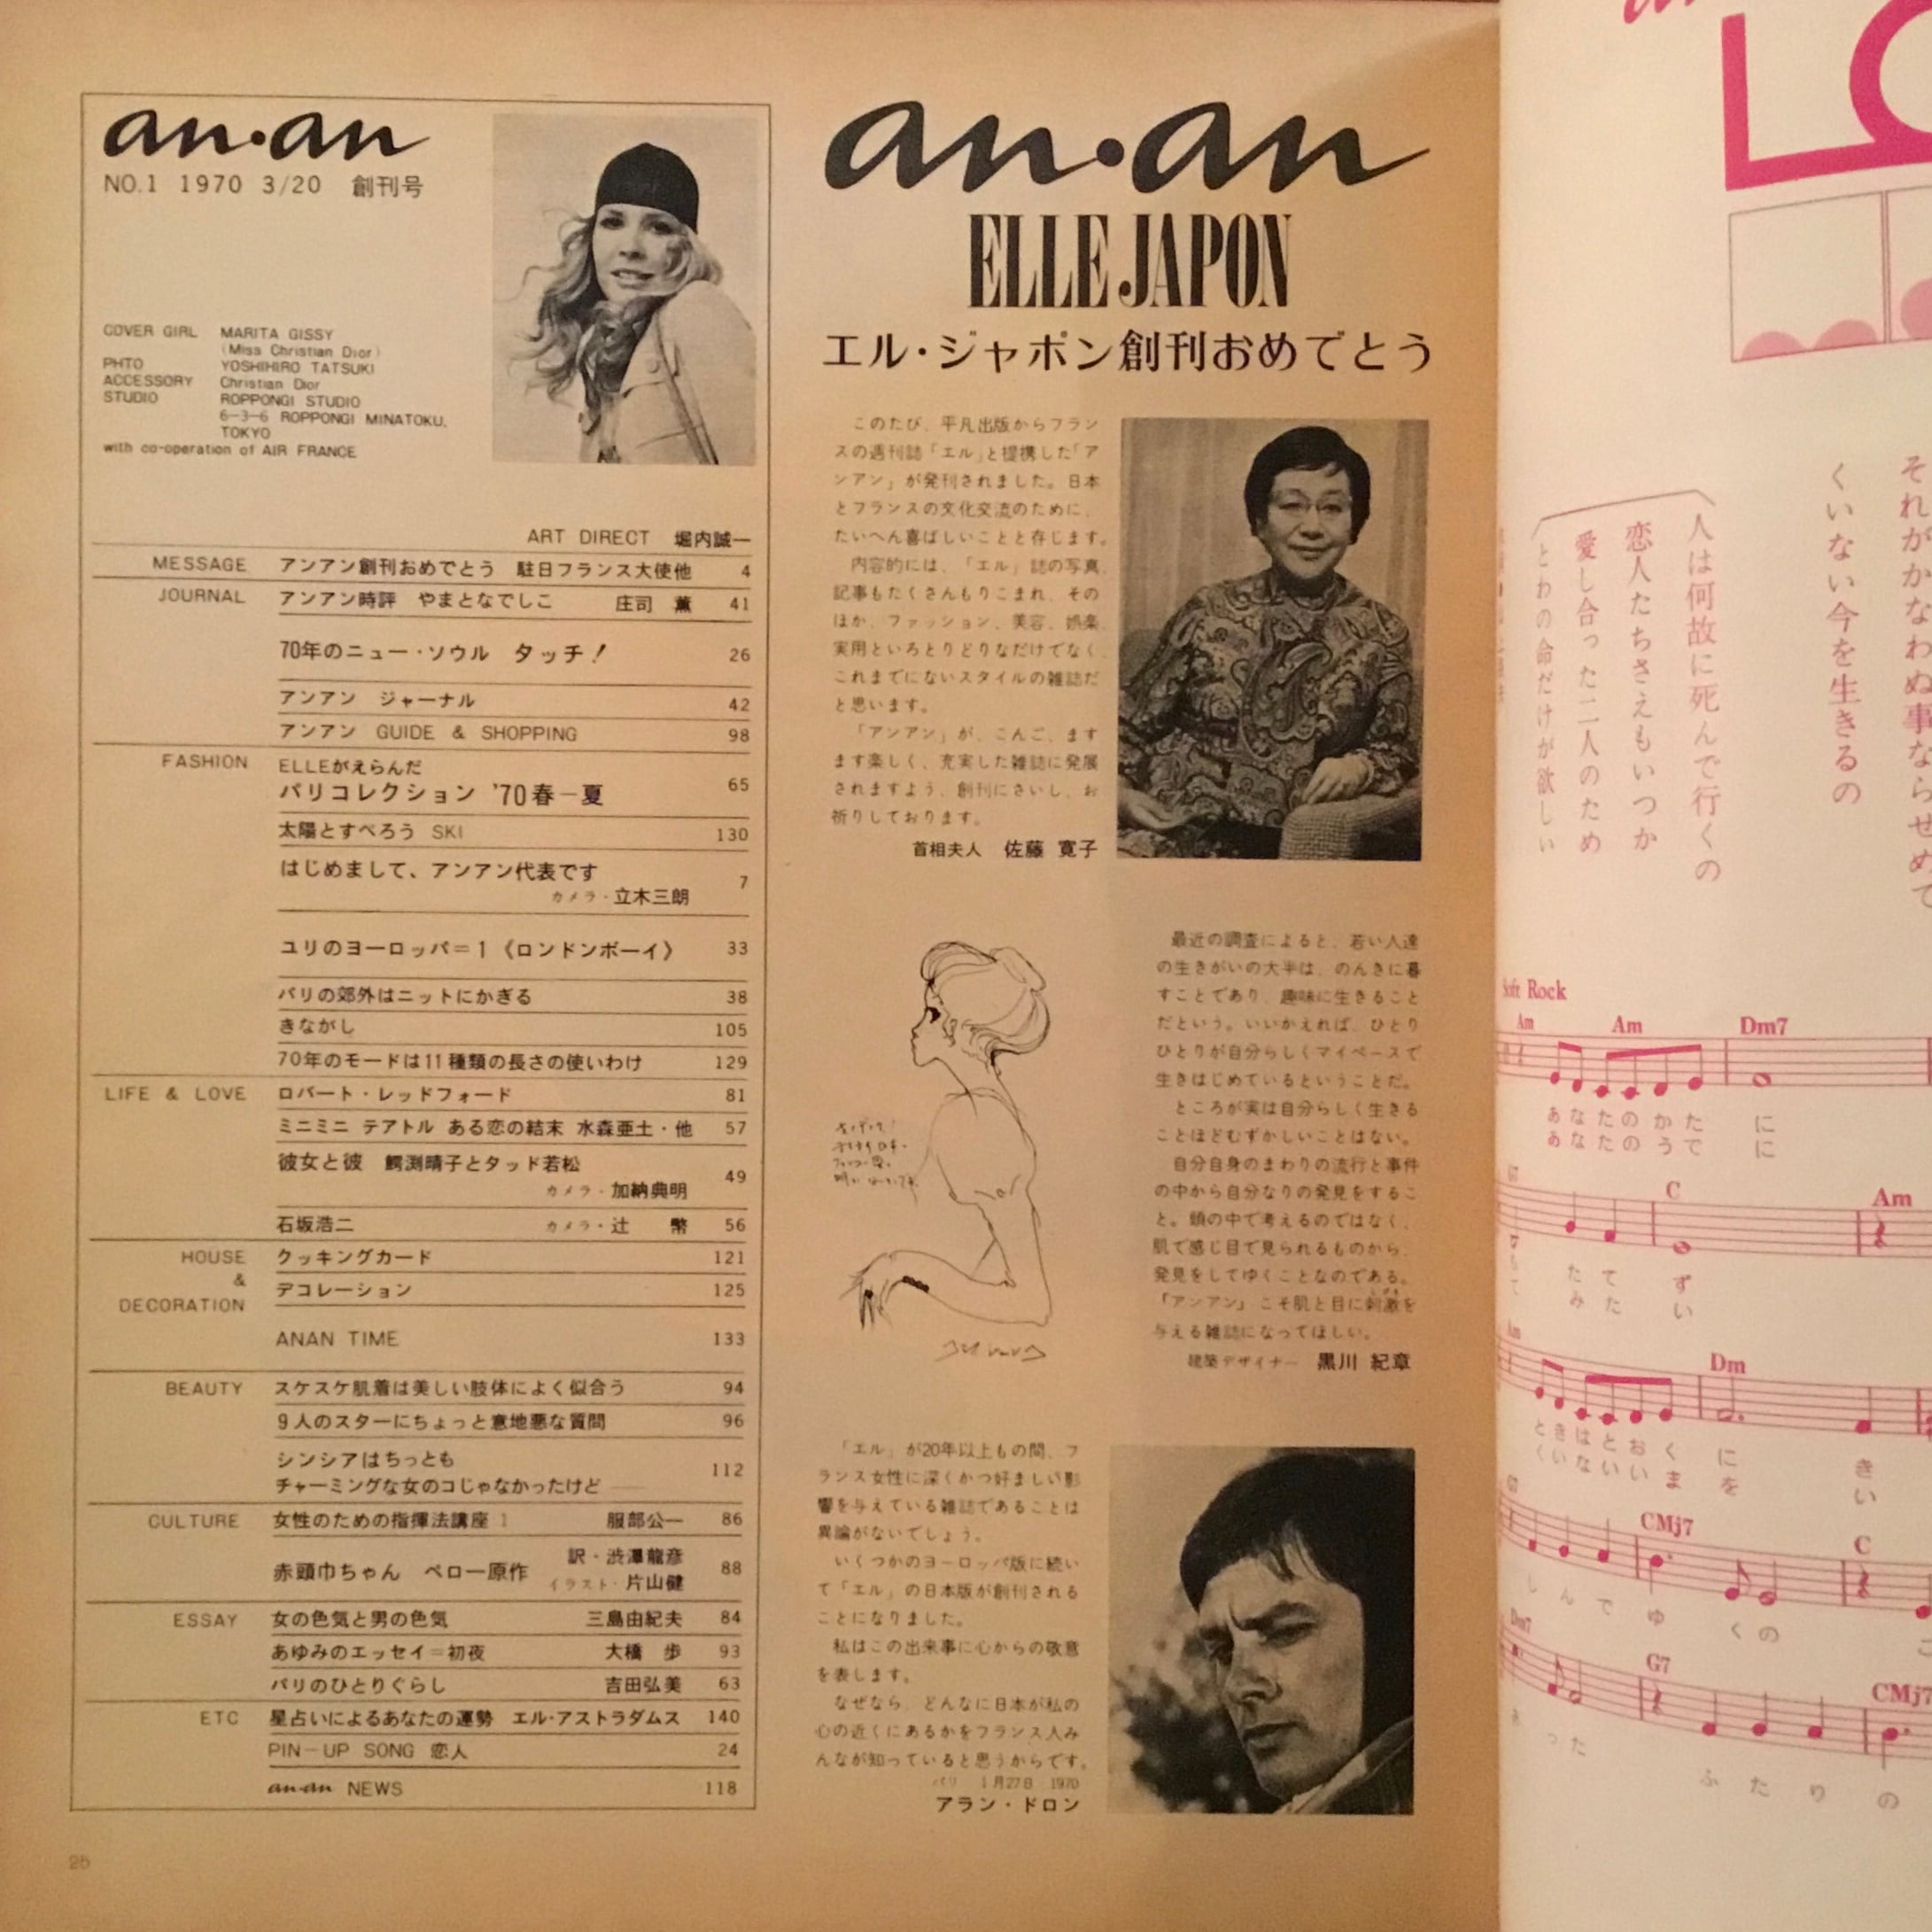 an・an
NO.1 1970 3/20 創刊号
COVER GIRL MARITA GISSY
(Miss Christian Dior)
PHTO YOSHIHIRO TATSUKI
ACCESSORY Christian Dior
STUDIO ROPPONGI STUDIO
6-3-6 ROPPONGI MINATOKU,
TOKYO
with co-operation of AIR FRANCE
ART DIRECT 堀内誠一
MESSAGE アンアン創刊おめでとう 駐日フランス大使他 4
JOURNAL アンアン時評 やまとなでしこ 庄司 薫 41
70年のニュー・ソウル タッチ! 26
アンアン ジャーナル 42
アンアン GUIDE & SHOPPING 98
FASHION ELLEがえらんだ
パリコレクション '70春−夏 65
太陽とすべろう SKI 130
はじめまして、アンアン代表です
カメラ・立木三朗 7
ユリのヨーロッパ=1《ロンドンボーイ》 33
パリの郊外はニットにかぎる 38
きながし 105
70年のモードは11種類の長さの使いわけ 129
LIFE & LOVE ロバート・レッドフォード 81
ミニミニ テアトル ある恋の結末 水森亜土・他 57
彼女と彼 鰐渕晴子とタッド若松
カメラ・加納典明 49
石坂浩二 カメラ・辻 幣 56
HOUSE & DECORATION クッキングカード 121
デコレーション 125
ANAN TIME 133
BEAUTY スケスケ肌着は美しい肢体によく似合う 94
9人のスターにちょっと意地悪な質問 96
シンシアはちっとも
チャーミングな女のコじゃなかったけど── 112
CULTURE 女性のための指揮法講座 1 服部公一 86
赤頭巾ちゃん ペロー原作 訳・渋澤龍彦
イラスト・片山健 88
ESSAY 女の色気と男の色気 三島由紀夫 84
あゆみのエッセイ=初夜 大橋 歩 93
パリのひとりぐらし 吉田弘美 63
ETC 星占いによるあなたの運勢 エル・アストラダムス 140
PIN−UP SONG 恋人 24
an・an NEWS 118
25
an・an
ELLE JAPON
エル・ジャポン創刊おめでとう
このたび、平凡出版からフラン
スの週刊誌「エル」と提携した「ア
ンアン」が発刊されました。日本
とフランスの文化交流のために、
たいへん喜ばしいことと存じます。
内容的には、「エル」誌の写真、
記事もたくさんもりこまれ、その
ほか、ファッション、美容、娯楽、
実用といろとりどりなだけでなく、
これまでにないスタイルの雑誌だ
と思います。
「アンアン」が、こんご、ます
ます楽しく、充実した雑誌に発展
されますよう、創刊にさいし、お
祈りしております。
首相夫人 佐藤 寛子
最近の調査によると、若い人達
の生きがいの大半は、のんきに暮
すことであり、趣味に生きること
だという。いいかえれば、ひとり
ひとりが自分らしくマイペースで
生きはじめているということだ。
ところが実は自分らしく生きる
ことほどむずかしいことはない。
自分自身のまわりの流行と事件
の中から自分なりの発見をするこ
と。頭の中で考えるのではなく、
肌で感じ目で見られるものから、
発見をしてゆくことなのである。
「アンアン」こそ肌と目に刺激を
与える雑誌になってほしい。
建築デザイナー 黒川 紀章
「エル」が20年以上もの間、フ
ランス女性に深くかつ好ましい影
響を与えている雑誌であることは
異論がないでしょう。
いくつかのヨーロッパ版に続い
て「エル」の日本版が創刊される
ことになりました。
私はこの出来事に心からの敬意
を表します。
なぜなら、どんなに日本が私の
心の近くにあるかをフランス人み
んなが知っていると思うからです。
パリ 1月27日 1970
アラン・ドロン
それがかなわぬ事ならせめて
くいない今を生きるの
人は何故に死んで行くの
恋人たちさえもいつか
愛し合った二人のため
とわの命だけが欲しい
Soft Rock
Am Am Dm7
あなたのかた に
あなたのうで に
G7 C Am
たて ず
みた い
Am Dm
ときはとおく に き
くいないいま を い
G7 CMj7 C
しんで ゆ くの
Dm7 G7 CMj7
った ふたり の